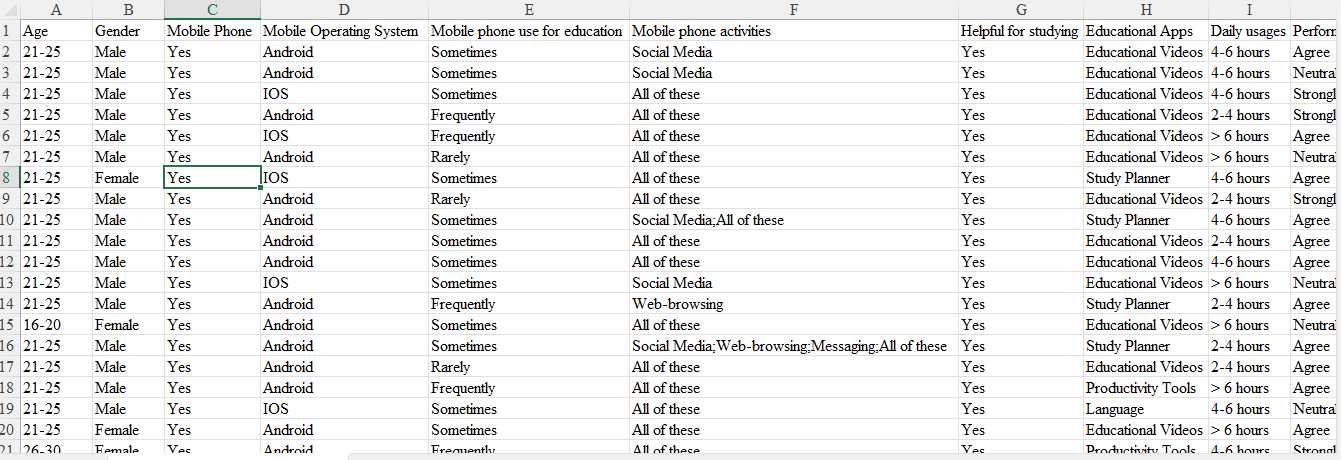 A B C D E F G H I
1 Age Gender Mobile Phone Mobile Operating System Mobile phone use for education Mobile phone activities Helpful for studying Educational Apps Daily usages Perform
2 21-25 Male Yes Android Sometimes Social Media Yes Educational Videos 4-6 hours Agree
3 21-25 Male Yes Android Sometimes Social Media Yes Educational Videos 4-6 hours Neutral
4 21-25 Male Yes IOS Sometimes All of these Yes Educational Videos 4-6 hours Strongl
5 21-25 Male Yes Android Frequently All of these Yes Educational Videos 2-4 hours Strongl
6 21-25 Male Yes IOS Frequently All of these Yes Educational Videos > 6 hours Agree
7 21-25 Male Yes Android Rarely All of these Yes Educational Videos > 6 hours Neutral
8 21-25 Female Yes IOS Sometimes All of these Yes Study Planner 4-6 hours Agree
9 21-25 Male Yes Android Rarely All of these Yes Educational Videos 2-4 hours Strongl
10 21-25 Male Yes Android Sometimes Social Media;All of these Yes Study Planner 4-6 hours Agree
11 21-25 Male Yes Android Sometimes All of these Yes Educational Videos 2-4 hours Agree
12 21-25 Male Yes Android Sometimes All of these Yes Educational Videos 4-6 hours Agree
13 21-25 Male Yes IOS Sometimes Social Media Yes Educational Videos > 6 hours Neutral
14 21-25 Male Yes Android Frequently Web-browsing Yes Study Planner 2-4 hours Agree
15 16-20 Female Yes Android Sometimes All of these Yes Educational Videos > 6 hours Neutral
16 21-25 Male Yes Android Sometimes Social Media;Web-browsing;Messaging;All of these Yes Study Planner 2-4 hours Agree
17 21-25 Male Yes Android Rarely All of these Yes Educational Videos 2-4 hours Agree
18 21-25 Male Yes Android Frequently All of these Yes Productivity Tools > 6 hours Agree
19 21-25 Male Yes IOS Sometimes All of these Yes Language 4-6 hours Neutral
20 21-25 Female Yes Android Sometimes All of these Yes Educational Videos > 6 hours Agree
21 26-30 Female Yes Android Frequently All of these Yes Productivity Tools 4-6 hours Strongl